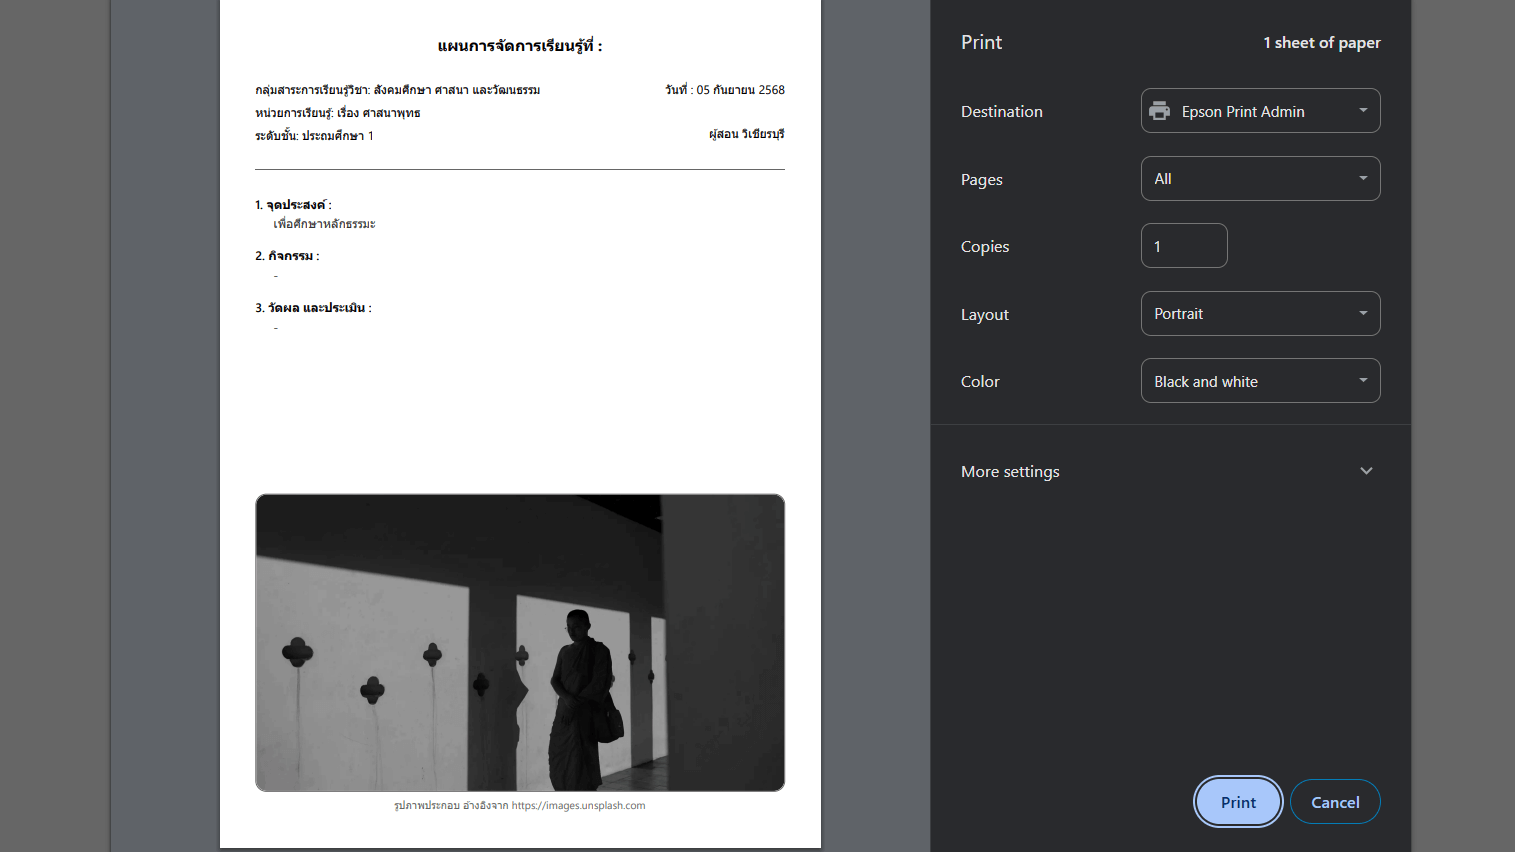 แผนการจัดการเรียนรู้ที่ :
กลุ่มสาระการเรียนรู้วิชา: สังคมศึกษา ศาสนา และวัฒนธรรม
วันที่ : 05 กันยายน 2568
หน่วยการเรียนรู้: เรื่อง ศาสนาพุทธ
ระดับชั้น: ประถมศึกษา 1
ผู้สอน วิเชียรบุรี
1. จุดประสงค์ :
เพื่อศึกษาหลักธรรมะ
2. กิจกรรม :
-
3. วัดผล และประเมิน :
-
รูปภาพประกอบ อ้างอิงจาก https://images.unsplash.com
Print
1 sheet of paper
Destination
Epson Print Admin
Pages
All
Copies
1
Layout
Portrait
Color
Black and white
More settings
Print
Cancel